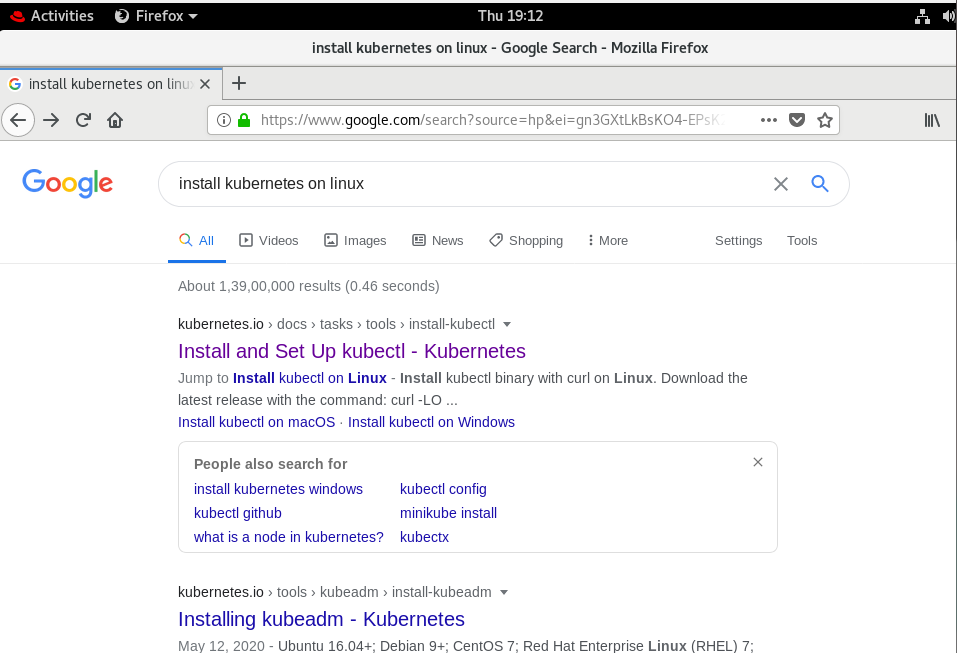 Activities Firefox Thu 19:12
install kubernetes on linux - Google Search - Mozilla Firefox
install kubernetes on linux
https://www.google.com/search?source=hp&ei=gn3GXtLkBsKO4-EPsK
Google install kubernetes on linux
All Videos Images News Shopping More Settings Tools
About 1,39,00,000 results (0.46 seconds)
kubernetes.io › docs › tasks › tools › install-kubectl
Install and Set Up kubectl - Kubernetes
Jump to Install kubectl on Linux - Install kubectl binary with curl on Linux. Download the
latest release with the command: curl -LO ...
Install kubectl on macOS · Install kubectl on Windows
People also search for
install kubernetes windows kubectl config
kubectl github minikube install
what is a node in kubernetes? kubectx
kubernetes.io › tools › kubeadm › install-kubeadm
Installing kubeadm - Kubernetes
May 12, 2020 - Ubuntu 16.04+; Debian 9+; CentOS 7; Red Hat Enterprise Linux (RHEL) 7;